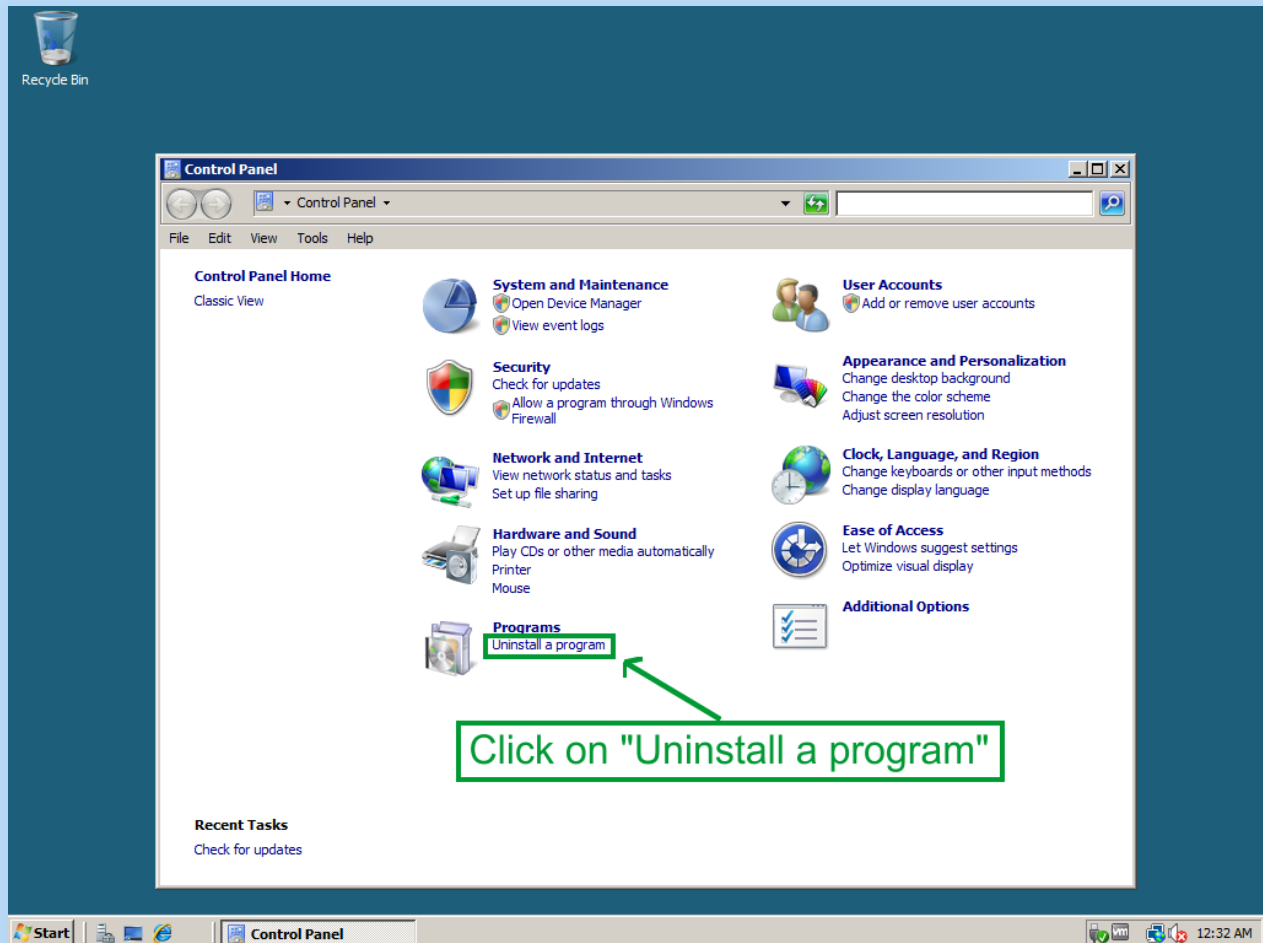 Recycle Bin
Control Panel
Control Panel
File Edit View Tools Help
Control Panel Home
Classic View
System and Maintenance
Open Device Manager
View event logs
Security
Check for updates
Allow a program through Windows
Firewall
Network and Internet
View network status and tasks
Set up file sharing
Hardware and Sound
Play CDs or other media automatically
Printer
Mouse
Programs
Uninstall a program
User Accounts
Add or remove user accounts
Appearance and Personalization
Change desktop background
Change the color scheme
Adjust screen resolution
Clock, Language, and Region
Change keyboards or other input methods
Change display language
Ease of Access
Let Windows suggest settings
Optimize visual display
Additional Options
Click on "Uninstall a program"
Recent Tasks
Check for updates
Start Control Panel vm 12:32 AM